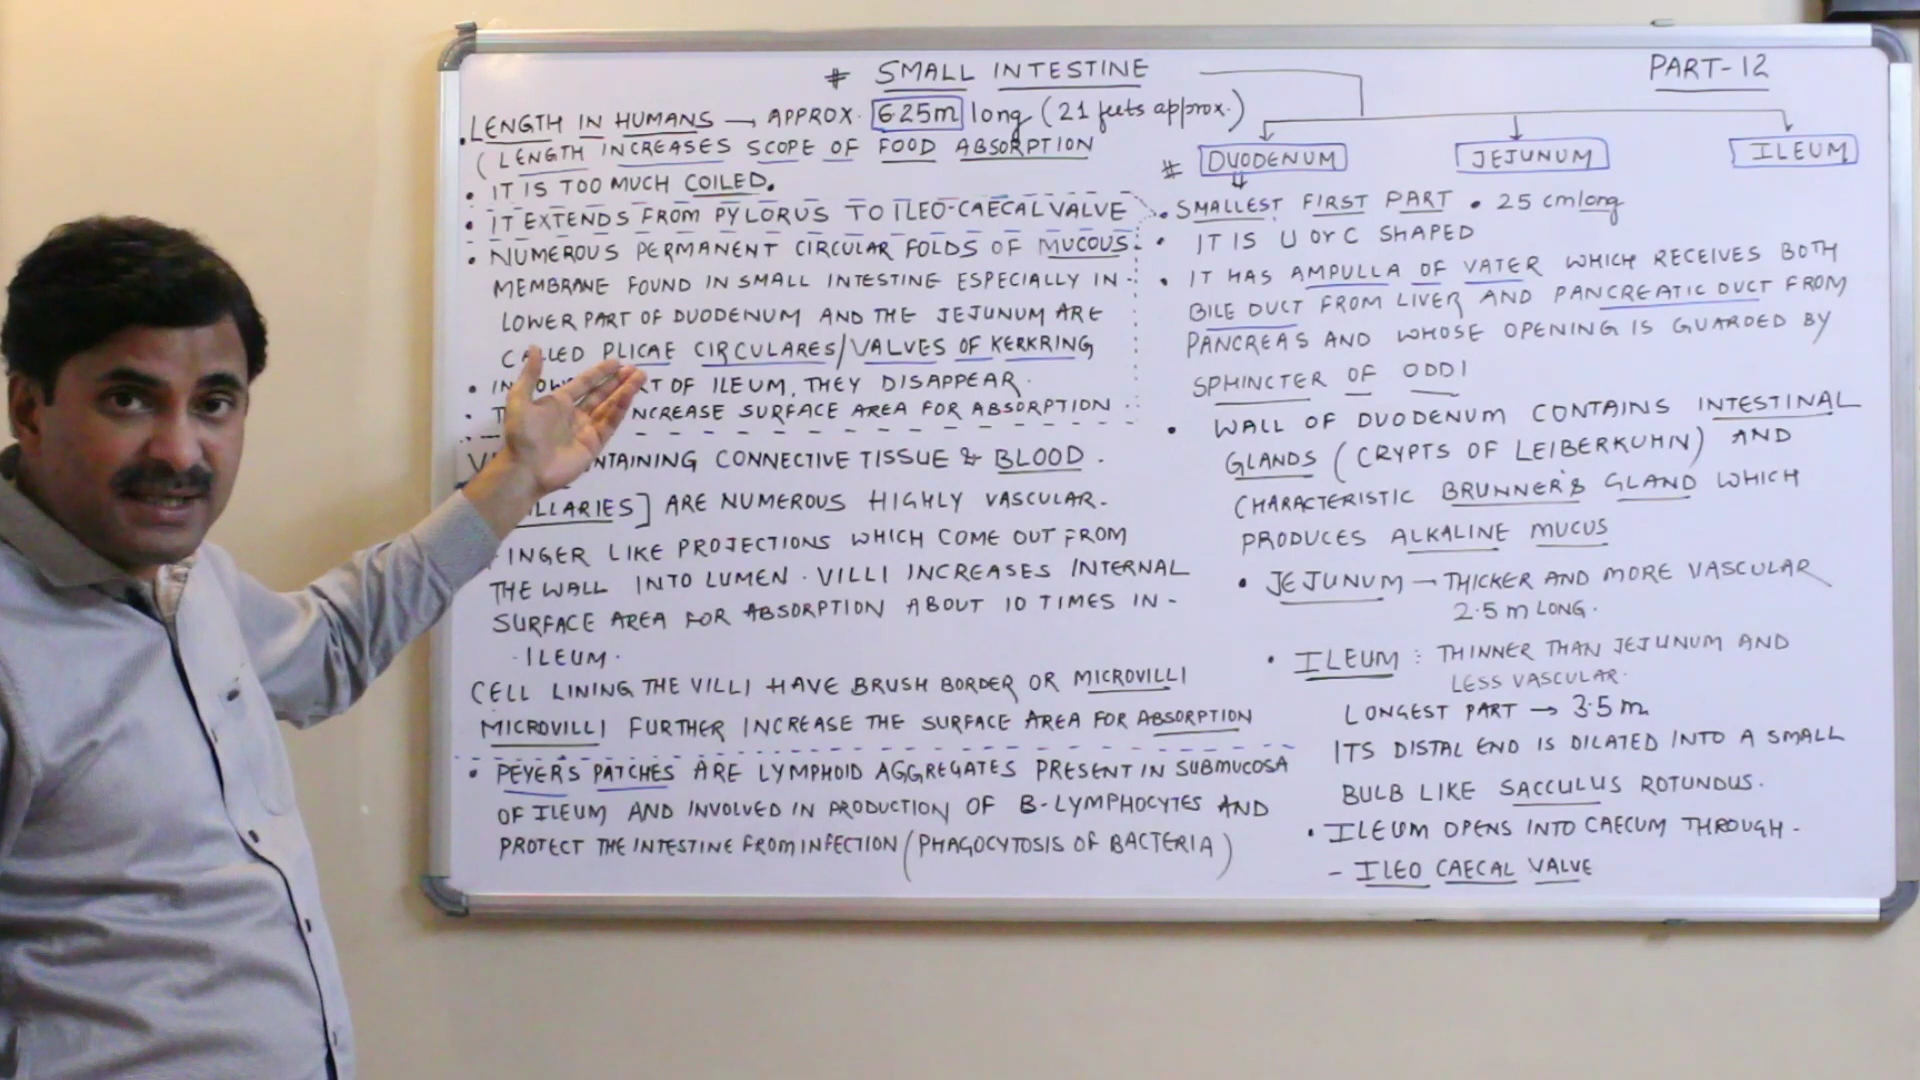 # SMALL INTESTINE
PART-12
• LENGTH IN HUMANS → APPROX. 6.25m long (21 feets approx.)
( LENGTH INCREASES SCOPE OF FOOD ABSORPTION
• IT IS TOO MUCH COILED.
• IT EXTENDS FROM PYLORUS TO ILEO-CAECAL VALVE
• NUMEROUS PERMANENT CIRCULAR FOLDS OF MUCOUS-
MEMBRANE FOUND IN SMALL INTESTINE ESPECIALLY IN-
LOWER PART OF DUODENUM AND THE JEJUNUM ARE
CALLED PLICAE CIRCULARES/VALVES OF KERKRING
• IN OF ILEUM, THEY DISAPPEAR.
• INCREASE SURFACE AREA FOR ABSORPTION
CONNECTIVE TISSUE & BLOOD -
] ARE NUMEROUS HIGHLY VASCULAR-
FINGER LIKE PROJECTIONS WHICH COME OUT FROM
THE WALL INTO LUMEN. VILLI INCREASES INTERNAL
SURFACE AREA FOR ABSORPTION ABOUT 10 TIMES IN -
- ILEUM.
CELL LINING THE VILLI HAVE BRUSH BORDER OR MICROVILLI
MICROVILLI FURTHER INCREASE THE SURFACE AREA FOR ABSORPTION
• PEYER'S PATCHES ARE LYMPHOID AGGREGATES PRESENT IN SUBMUCOSA
OF ILEUM AND INVOLVED IN PRODUCTION OF B-LYMPHOCYTES AND
PROTECT THE INTESTINE FROM INFECTION (PHAGOCYTOSIS OF BACTERIA)
# DUODENUM JEJUNUM ILEUM
• SMALLEST FIRST PART • 25 cm long
• IT IS U or C SHAPED
• IT HAS AMPULLA OF VATER WHICH RECEIVES BOTH
BILE DUCT FROM LIVER AND PANCREATIC DUCT FROM
PANCREAS AND WHOSE OPENING IS GUARDED BY
SPHINCTER OF ODDI
• WALL OF DUODENUM CONTAINS INTESTINAL
GLANDS (CRYPTS OF LEIBERKUHN) AND
CHARACTERISTIC BRUNNER'S GLAND WHICH
PRODUCES ALKALINE MUCUS
• JEJUNUM – THICKER AND MORE VASCULAR
2.5 m LONG.
• ILEUM : THINNER THAN JEJUNUM AND
LESS VASCULAR.
LONGEST PART → 3.5 m
ITS DISTAL END IS DILATED INTO A SMALL
BULB LIKE SACCULUS ROTUNDUS.
• ILEUM OPENS INTO CAECUM THROUGH -
- ILEO CAECAL VALVE